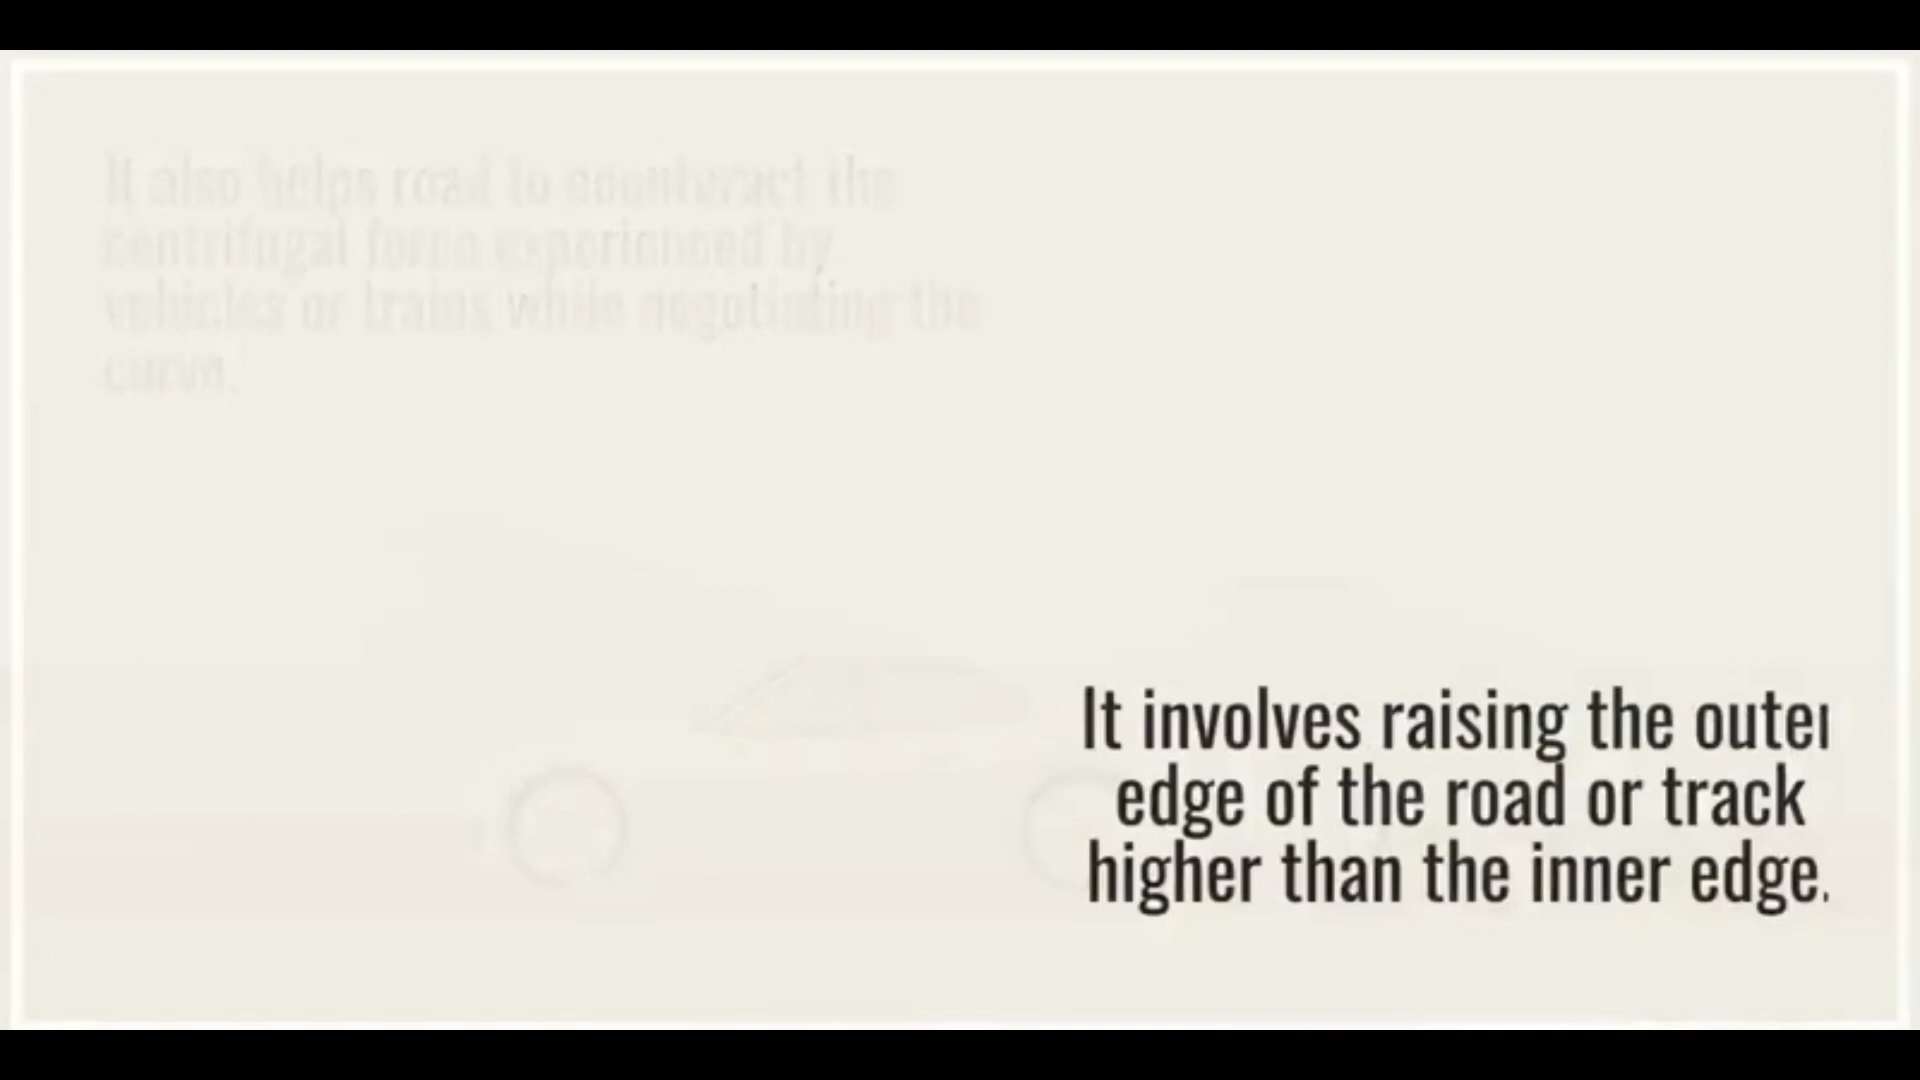 It also helps road to counteract the
centrifugal force experienced by
vehicles or trains while negotiating the
curve.
It involves raising the outer
edge of the road or track
higher than the inner edge.